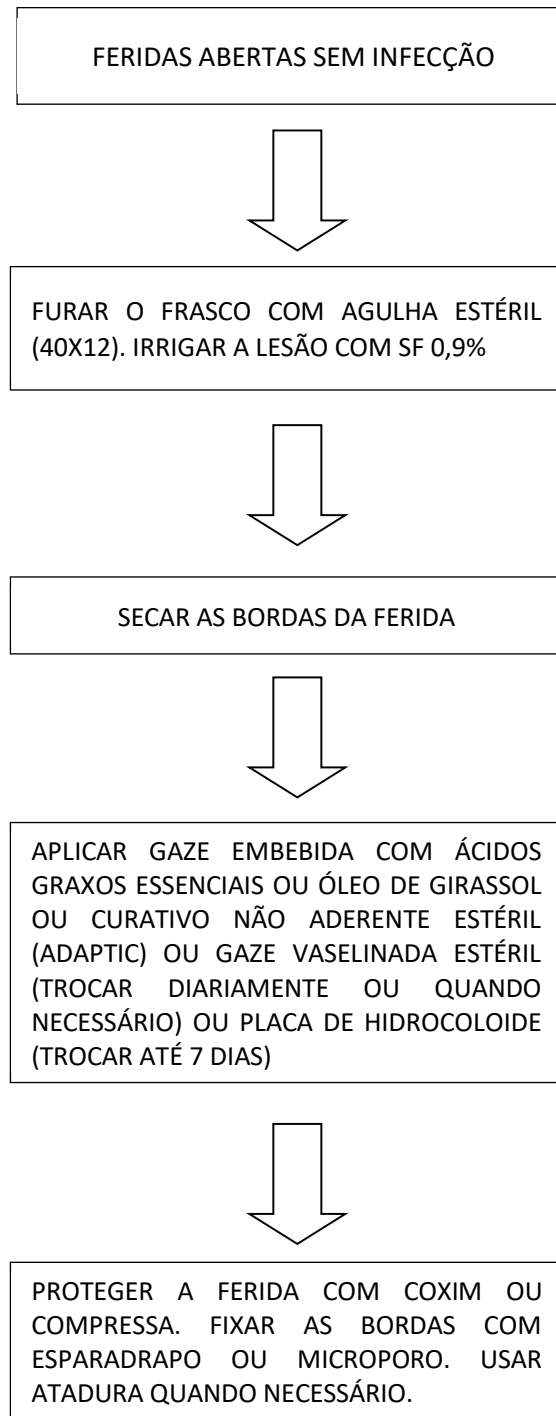 FERIDAS ABERTAS SEM INFECÇÃO
FURAR O FRASCO COM AGULHA ESTÉRIL
(40X12). IRRIGAR A LESÃO COM SF 0,9%
SECAR AS BORDAS DA FERIDA
APLICAR GAZE EMBEBIDA COM ÁCIDOS
GRAXOS ESSENCIAIS OU ÓLEO DE GIRASSOL
OU CURATIVO NÃO ADERENTE ESTÉRIL
(ADAPTIC) OU GAZE VASELINADA ESTÉRIL
(TROCAR DIARIAMENTE OU QUANDO
NECESSÁRIO) OU PLACA DE HIDROCOLOIDE
(TROCAR ATÉ 7 DIAS)
PROTEGER A FERIDA COM COXIM OU
COMPRESSA. FIXAR AS BORDAS COM
ESPARADRAPO OU MICROPORO. USAR
ATADURA QUANDO NECESSÁRIO.